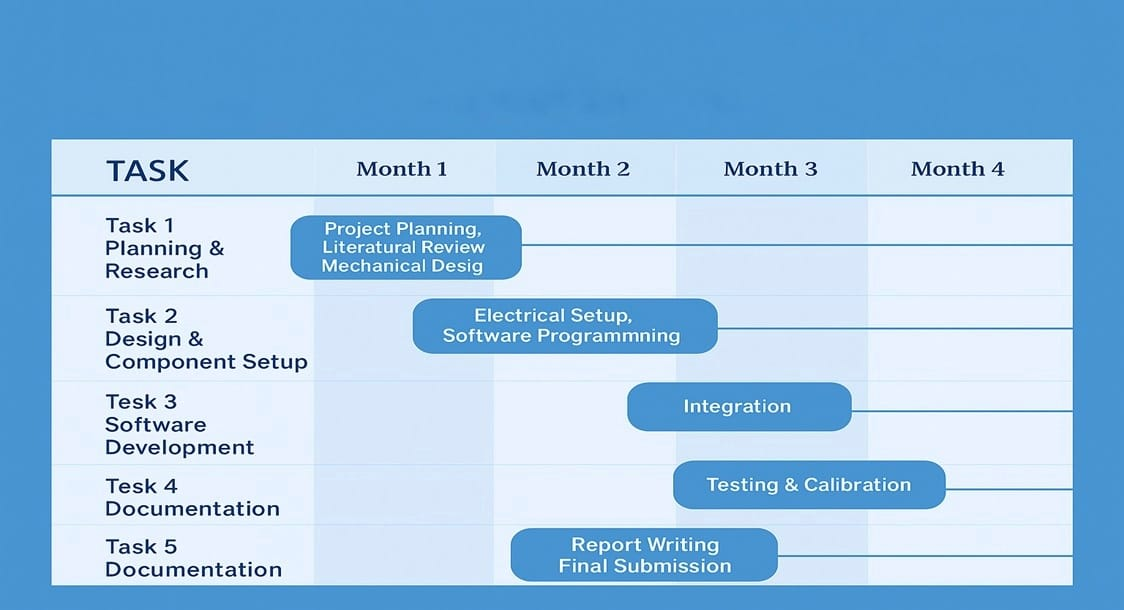 TASK Month 1 Month 2 Month 3 Month 4
Task 1
Planning &
Research
Project Planning,
Literatural Review
Mechanical Desig
Task 2
Design &
Component Setup
Electrical Setup,
Software Programmning
Tesk 3
Software
Development
Integration
Tesk 4
Documentation
Testing & Calibration
Task 5
Documentation
Report Writing
Final Submission